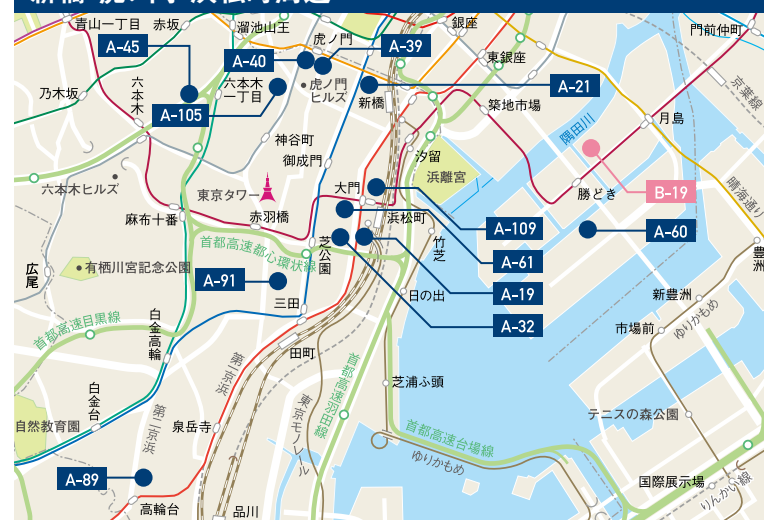 青山一丁目
赤坂
溜池山王
虎ノ門
銀座
門前仲町
A-45
A-40
A-39
東銀座
京葉線
乃木坂
六本木
A-105
六本木
一丁目
虎ノ門
ヒルズ
新橋
A-21
築地市場
隅田川
月島
神谷町
御成門
汐留
六本木ヒルズ
東京タワー
大門
浜離宮
勝どき
B-19
晴海通り
麻布十番
赤羽橋
浜松町
A-109
A-60
首都高速都心環状線
芝公園
竹芝
豊洲
広尾
有栖川宮記念公園
A-61
A-91
A-19
日の出
新豊洲
三田
A-32
市場前
ゆりかもめ
首都高速目黒線
白金高輪
田町
第一京浜
首都高速羽田線
芝浦ふ頭
白金台
東京モノレール
テニスの森公園
自然教育園
第二京浜
泉岳寺
首都高速台場線
ゆりかもめ
A-89
国際展示場
りんかい線
高輪台
品川